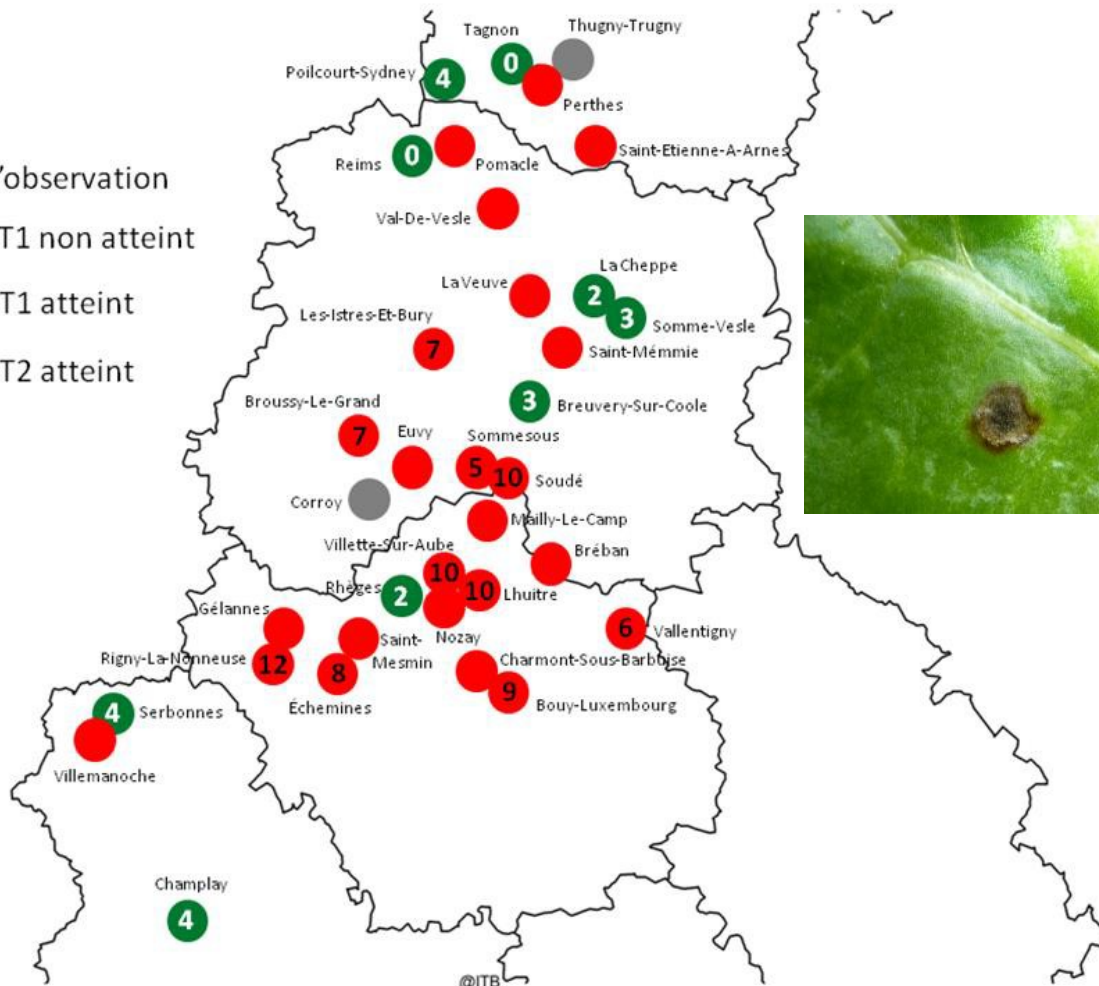 Tagnon
Thugny-Trugny
0
Poilcourt-Sydney
4
Perthes
Reims
0
Pomacle
Saint-Etienne-A-Arnes
'observation
T1 non atteint
T1 atteint
T2 atteint
Val-De-Vesle
La Veuve
La Cheppe
2
3
Somme-Vesle
Les-Istres-Et-Bury
7
Saint-Mémmie
3
Breuvery-Sur-Coole
Broussy-Le-Grand
7
Euvy
Sommesous
5
10
Soudé
Corroy
Mailly-Le-Camp
Villette-Sur-Aube
Bréban
10
Rhèges
2
10
Lhuitre
Gélannes
Nozay
6
Vallentigny
Saint-
Mesmin
Rigny-La-Nonneuse
12
8
Échemines
Charmont-Sous-Barbuise
9
Bouy-Luxembourg
4
Serbonnes
Villemanoche
Champlay
4
@ITB